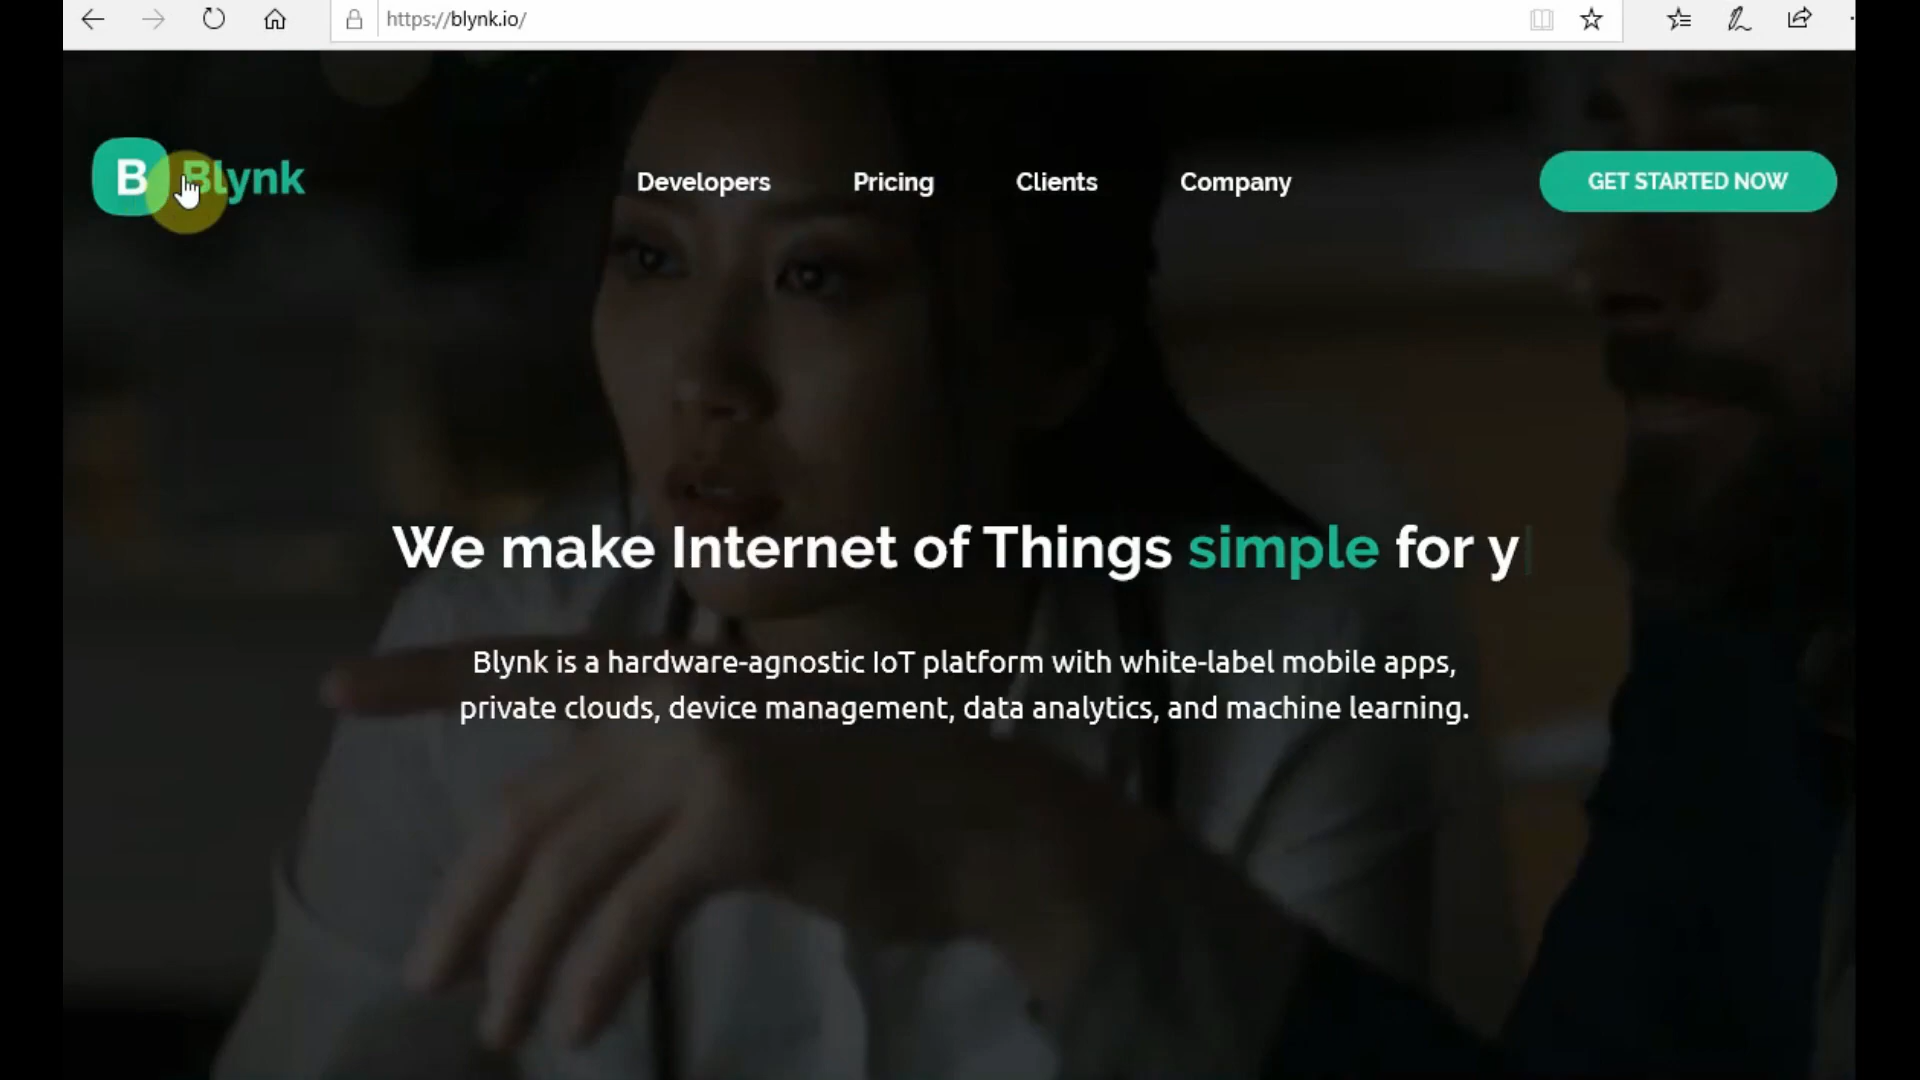 https://blynk.io/
B Blynk
Developers Pricing Clients Company GET STARTED NOW
We make Internet of Things simple for y
Blynk is a hardware-agnostic IoT platform with white-label mobile apps,
private clouds, device management, data analytics, and machine learning.